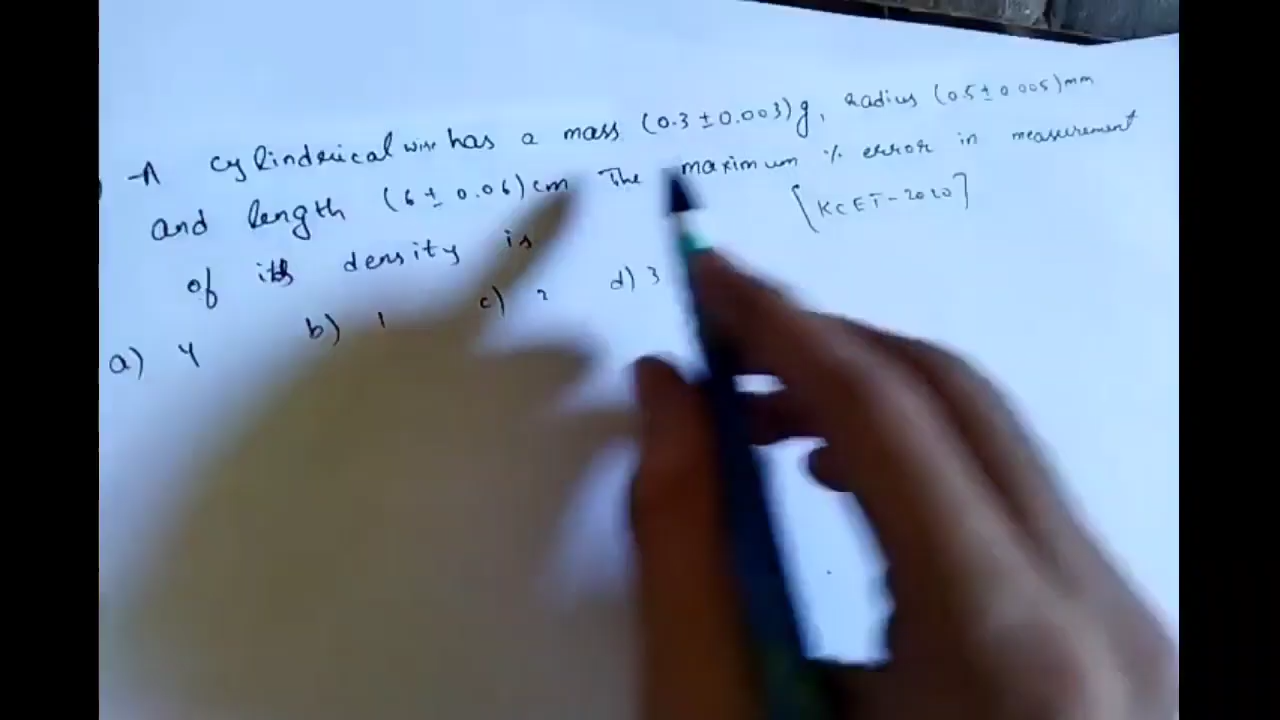 A cylindrical wire has a mass (0.3 ± 0.003)g, radius (0.5 ± 0.005)mm
and length (6 ± 0.06)cm The maximum % error in measurement
of its density is [KCET-2020]
a) 4 b) 1 c) 2 d) 3